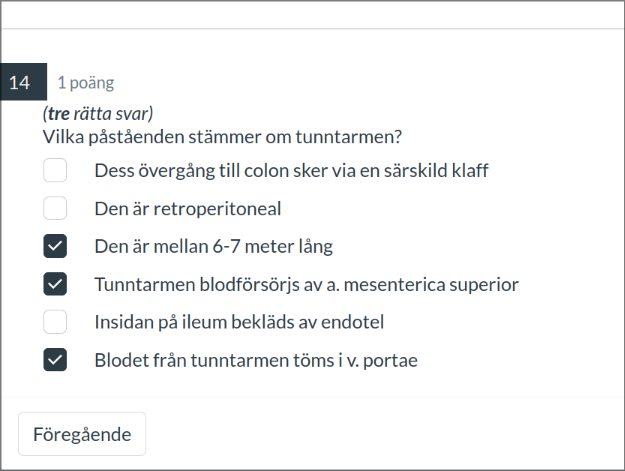 14 1 poäng
(tre rätta svar)
Vilka påståenden stämmer om tunntarmen?
Dess övergång till colon sker via en särskild klaff
Den är retroperitoneal
Den är mellan 6-7 meter lång
Tunntarmen blodförsörjs av a. mesenterica superior
Insidan på ileum bekläds av endotel
Blodet från tunntarmen töms i v. portae
Föregående